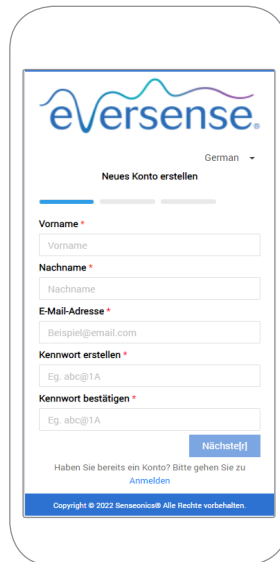 eversense®
German
Neues Konto erstellen
Vorname *
Vorname
Nachname *
Nachname
E-Mail-Adresse *
Beispiel@email.com
Kennwort erstellen *
Eg. abc@1A
Kennwort bestätigen *
Eg. abc@1A
Nächste[r]
Haben Sie bereits ein Konto? Bitte gehen Sie zu
Anmelden
Copyright © 2022 Senseonics® Alle Rechte vorbehalten.